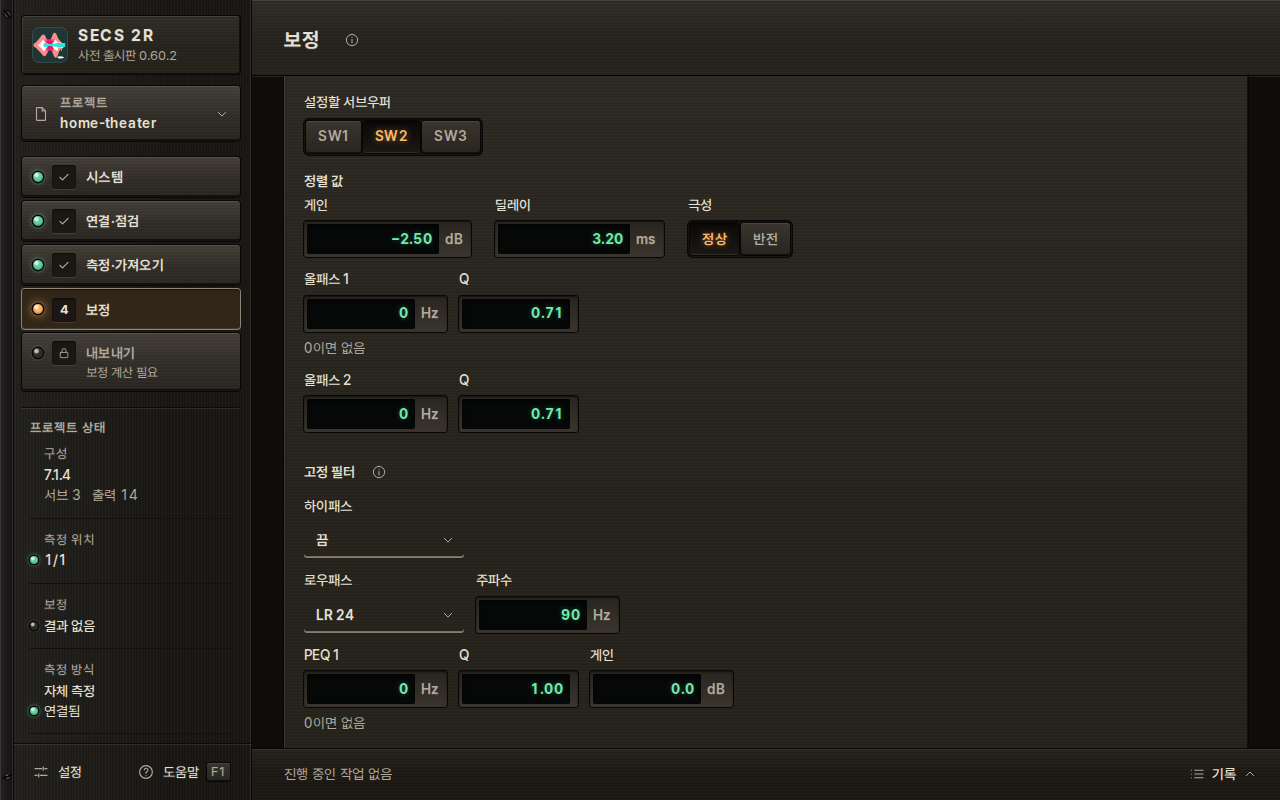 SECS 2R
사전 출시판 0.60.2
프로젝트
home-theater
시스템
연결·점검
측정·가져오기
4 보정
내보내기
보정 계산 필요
프로젝트 상태
구성
7.1.4
서브 3 출력 14
측정 위치
1/1
보정
결과 없음
측정 방식
자체 측정
연결됨
설정 도움말 F1
보정
설정할 서브우퍼
SW1 SW2 SW3
정렬 값
게인 딜레이 극성
−2.50 dB 3.20 ms 정상 반전
올패스 1 Q
0 Hz 0.71
0이면 없음
올패스 2 Q
0 Hz 0.71
고정 필터
하이패스
끔
로우패스 주파수
LR 24 90 Hz
PEQ 1 Q 게인
0 Hz 1.00 0.0 dB
0이면 없음
진행 중인 작업 없음 기록